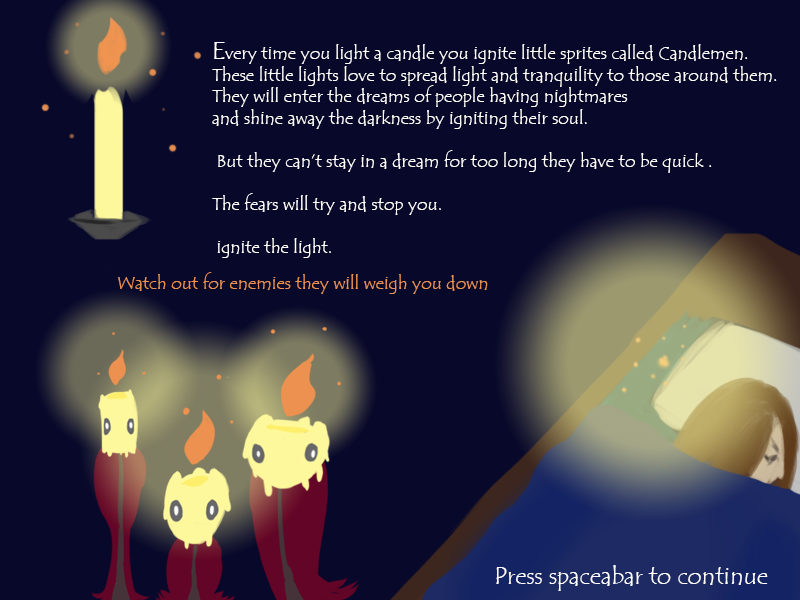 Every time you light a candle you ignite little sprites called Candlemen.
These little lights love to spread light and tranquility to those around them.
They will enter the dreams of people having nightmares
and shine away the darkness by igniting their soul.
But they can't stay in a dream for too long they have to be quick .
The fears will try and stop you.
ignite the light.
Watch out for enemies they will weigh you down
Press spaceabar to continue